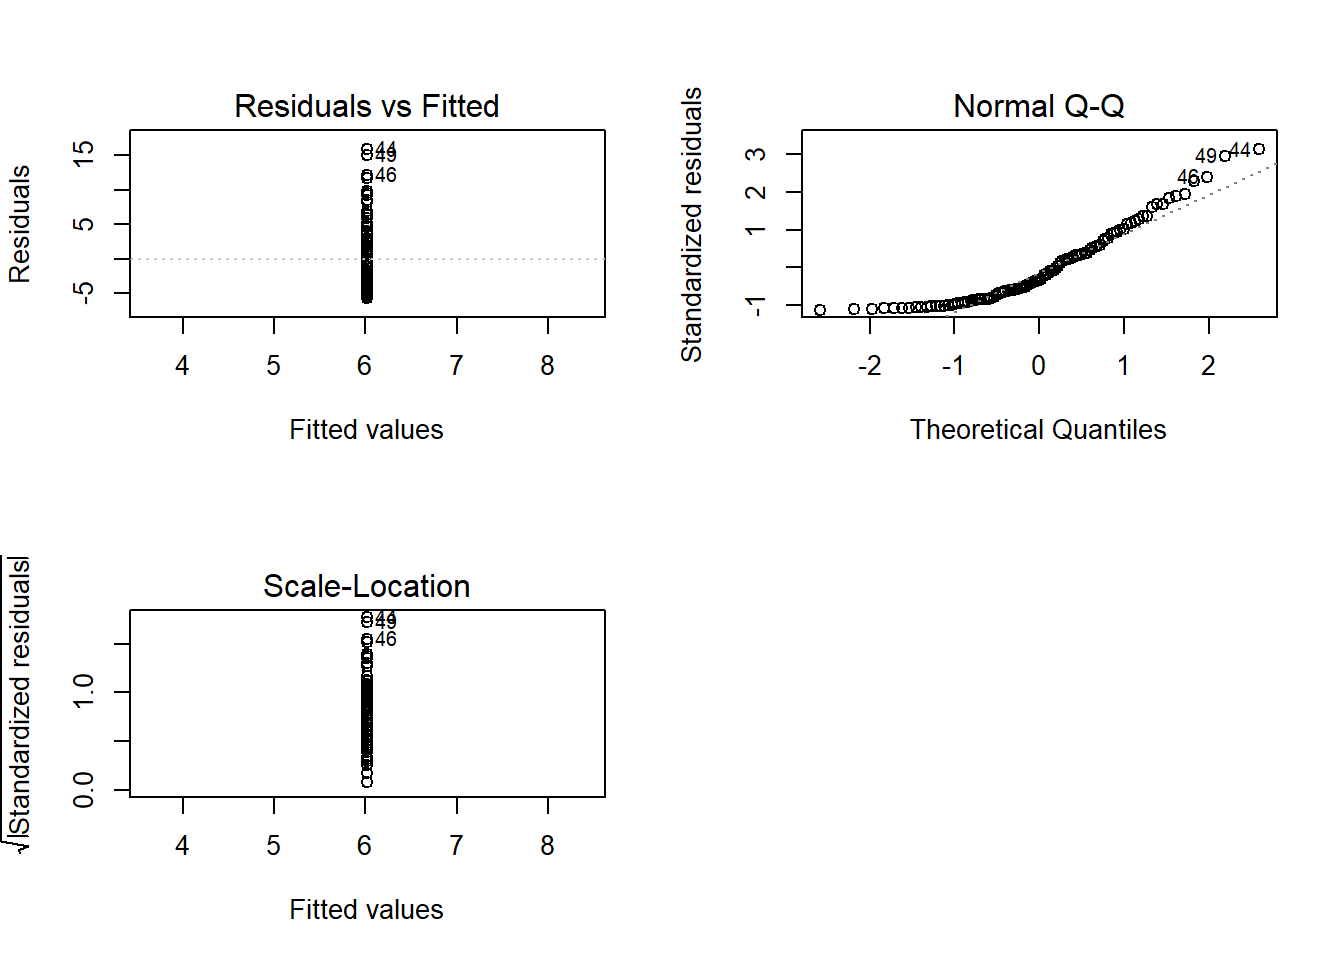 Residuals vs Fitted
Residuals
15
5
-5
44
49
46
4 5 6 7 8
Fitted values
Normal Q-Q
Standardized residuals
3
2
1
-1
49 44
46
-2 -1 0 1 2
Theoretical Quantiles
Scale-Location
√|Standardized residuals|
1.0
0.0
44
49
46
4 5 6 7 8
Fitted values